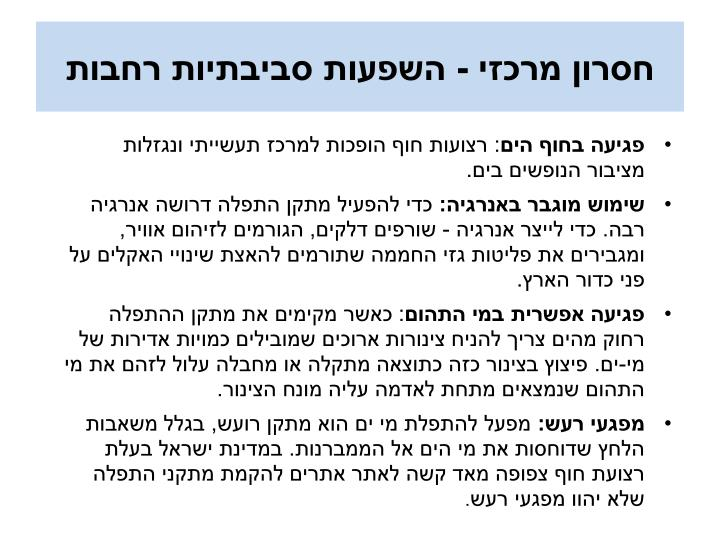 חסרון מרכזי - השפעות סביבתיות רחבות
• פגיעה בחוף הים: רצועות חוף הופכות למרכז תעשייתי ונגזלות
מציבור הנופשים בים.
• שימוש מוגבר באנרגיה: כדי להפעיל מתקן התפלה דרושה אנרגיה
רבה. כדי לייצר אנרגיה - שורפים דלקים, הגורמים לזיהום אוויר,
ומגבירים את פליטות גזי החממה שתורמים להאצת שינויי האקלים על
פני כדור הארץ.
• פגיעה אפשרית במי התהום: כאשר מקימים את מתקן ההתפלה
רחוק מהים צריך להניח צינורות ארוכים שמובילים כמויות אדירות של
מי-ים. פיצוץ בצינור כזה כתוצאה מתקלה או מחבלה עלול לזהם את מי
התהום שנמצאים מתחת לאדמה עליה מונח הצינור.
• מפגעי רעש: מפעל להתפלת מי ים הוא מתקן רועש, בגלל משאבות
הלחץ שדוחסות את מי הים אל הממברנות. במדינת ישראל בעלת
רצועת חוף צפופה מאד קשה לאתר אתרים להקמת מתקני התפלה
שלא יהוו מפגעי רעש.